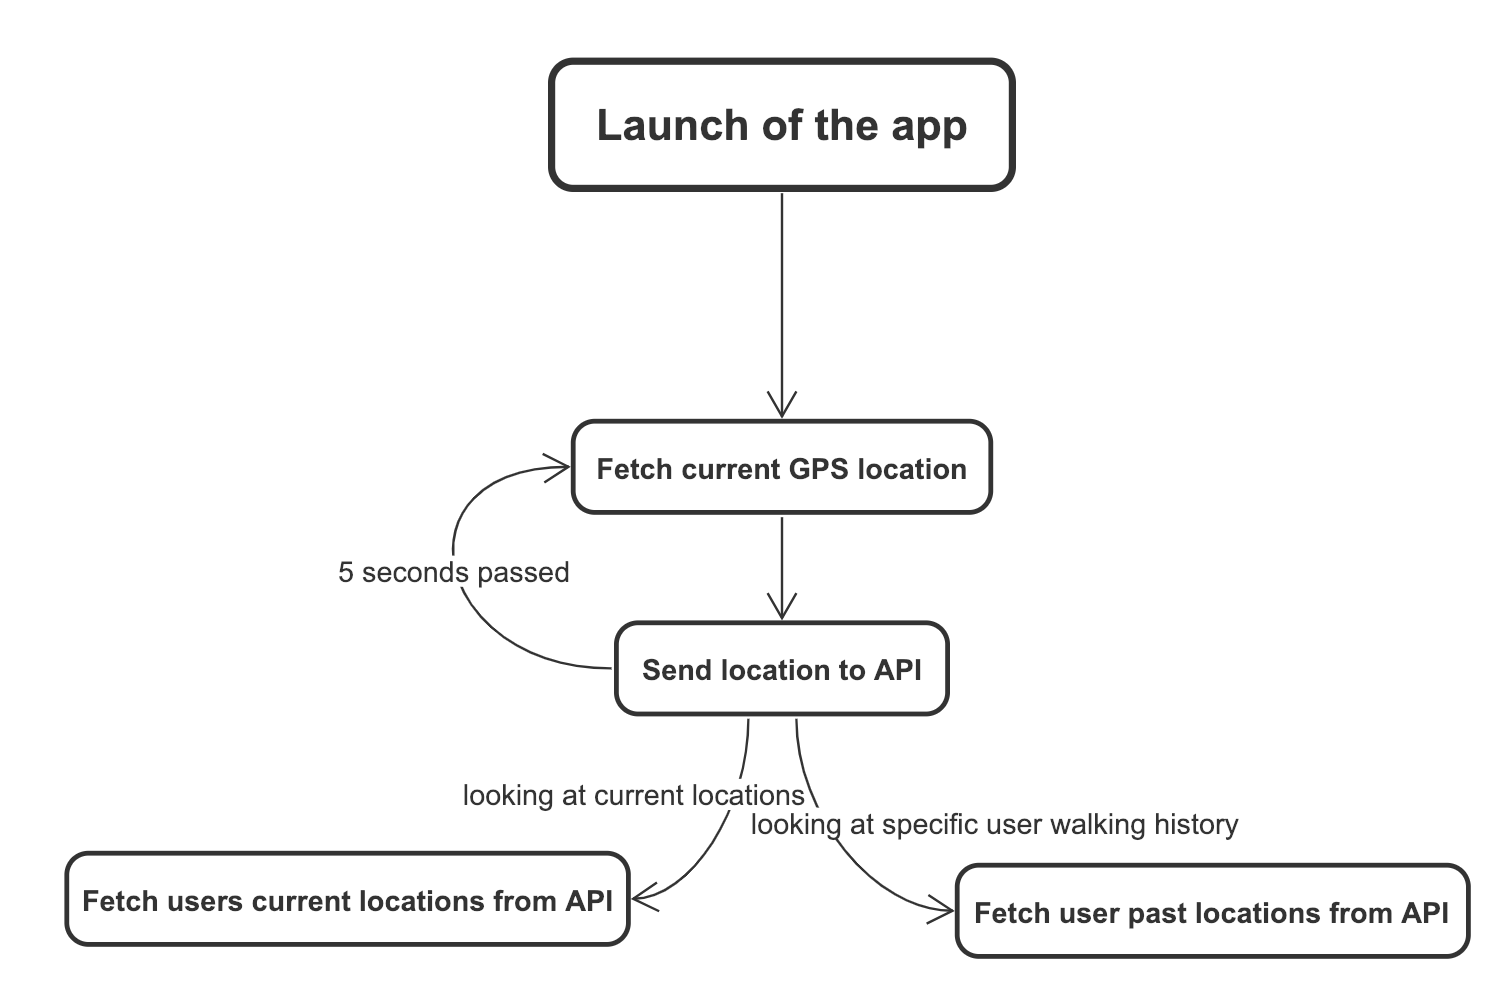 Launch of the app
Fetch current GPS location
5 seconds passed
Send location to API
looking at current locations
looking at specific user walking history
Fetch users current locations from API
Fetch user past locations from API